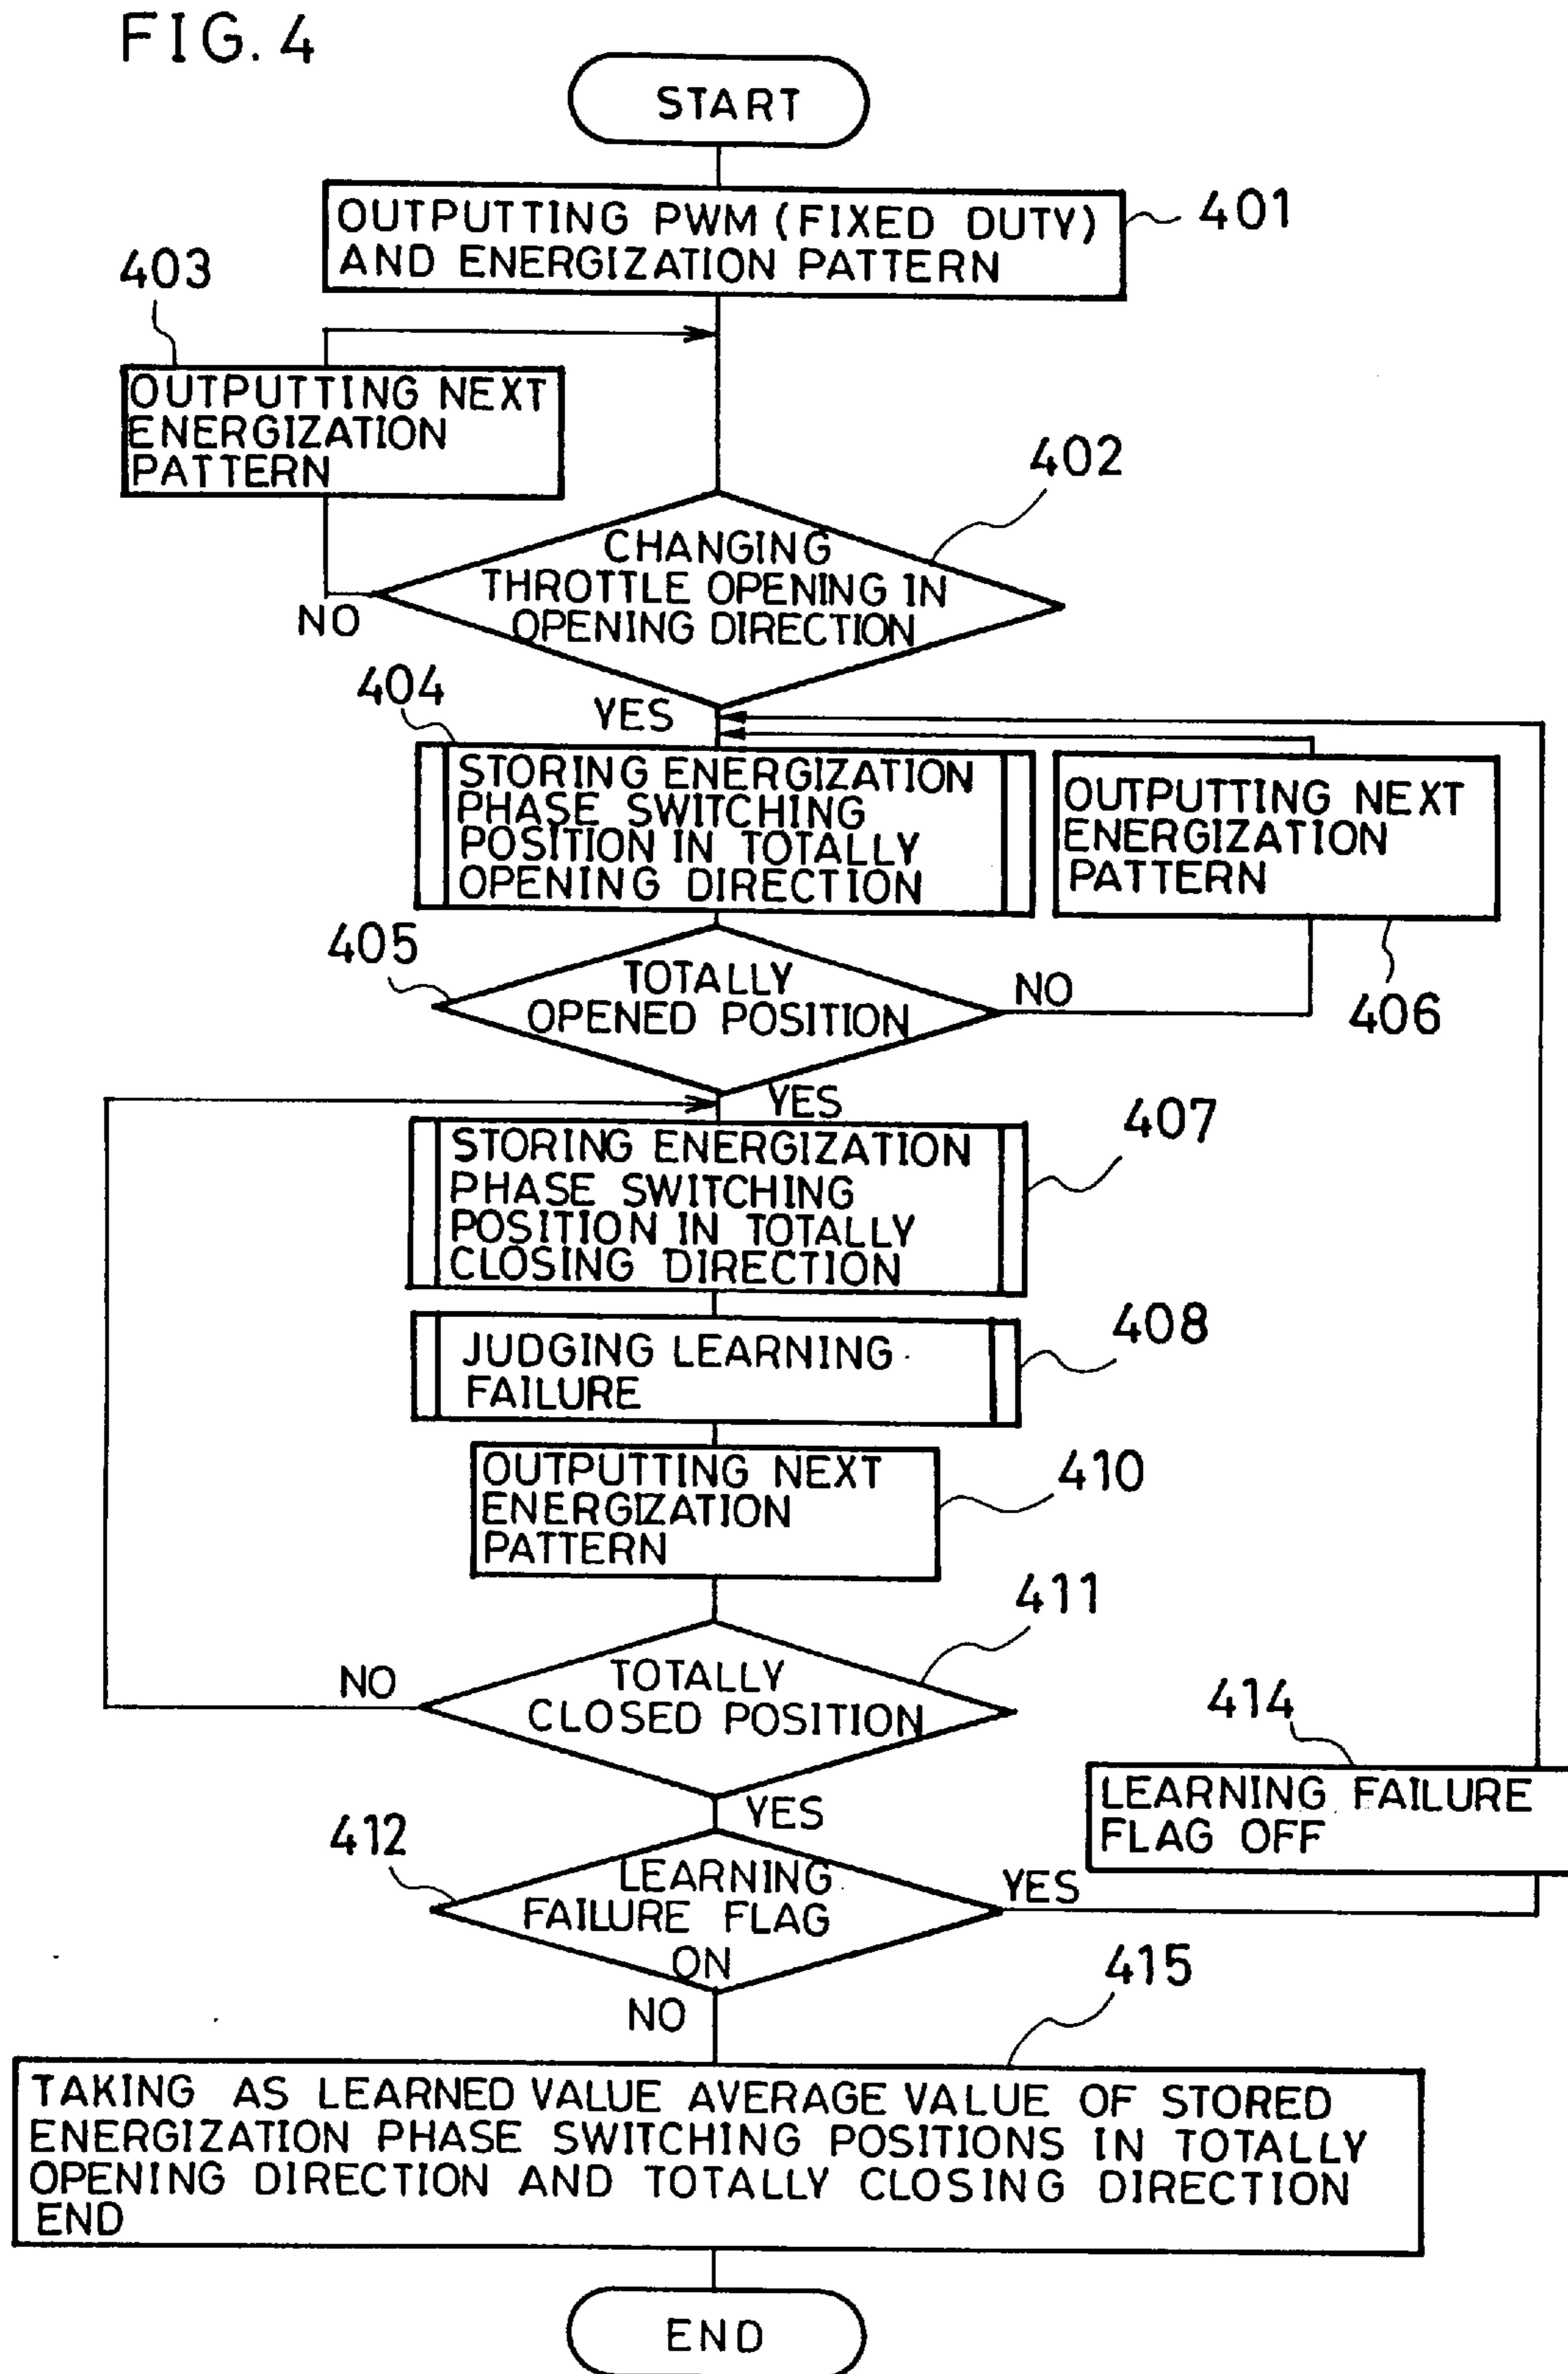 FIG. 4
START
OUTPUTTING PWM (FIXED DUTY)
AND ENERGIZATION PATTERN
401
403
OUTPUTTING NEXT
ENERGIZATION
PATTERN
402
CHANGING
THROTTLE OPENING IN
OPENING DIRECTION
NO
YES
404
STORING ENERGIZATION
PHASE SWITCHING
POSITION IN TOTALLY
OPENING DIRECTION
OUTPUTTING NEXT
ENERGIZATION
PATTERN
405
TOTALLY
OPENED POSITION
NO
406
YES
STORING ENERGIZATION
PHASE SWITCHING
POSITION IN TOTALLY
CLOSING DIRECTION
407
JUDGING LEARNING
FAILURE
408
OUTPUTTING NEXT
ENERGIZATION
PATTERN
410
411
TOTALLY
CLOSED POSITION
NO
414
LEARNING FAILURE
FLAG OFF
YES
412
LEARNING
FAILURE FLAG
ON
YES
NO
415
TAKING AS LEARNED VALUE AVERAGE VALUE OF STORED
ENERGIZATION PHASE SWITCHING POSITIONS IN TOTALLY
OPENING DIRECTION AND TOTALLY CLOSING DIRECTION
END
END